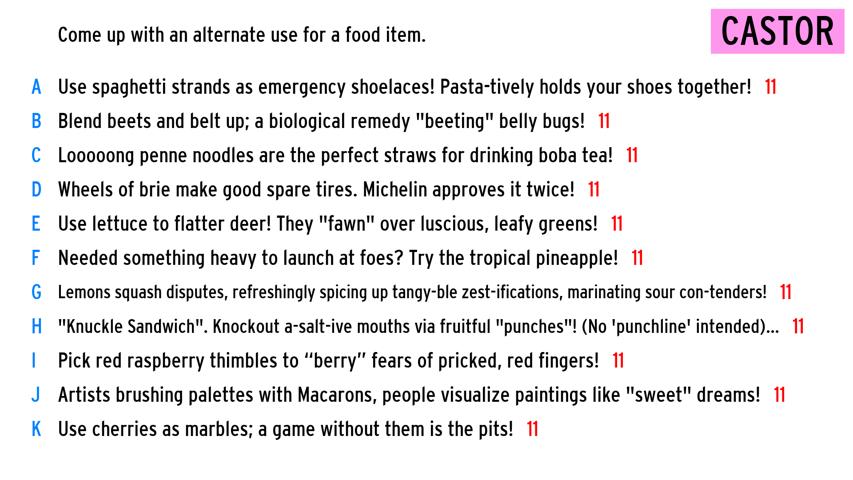 Come up with an alternate use for a food item.
CASTOR
A Use spaghetti strands as emergency shoelaces! Pasta-tively holds your shoes together! 11
B Blend beets and belt up; a biological remedy "beeting" belly bugs! 11
C Looooong penne noodles are the perfect straws for drinking boba tea! 11
D Wheels of brie make good spare tires. Michelin approves it twice! 11
E Use lettuce to flatter deer! They "fawn" over luscious, leafy greens! 11
F Needed something heavy to launch at foes? Try the tropical pineapple! 11
G Lemons squash disputes, refreshingly spicing up tangy-ble zest-ifications, marinating sour con-tenders! 11
H "Knuckle Sandwich". Knockout a-salt-ive mouths via fruitful "punches"! (No 'punchline' intended)... 11
I Pick red raspberry thimbles to “berry” fears of pricked, red fingers! 11
J Artists brushing palettes with Macarons, people visualize paintings like "sweet" dreams! 11
K Use cherries as marbles; a game without them is the pits! 11